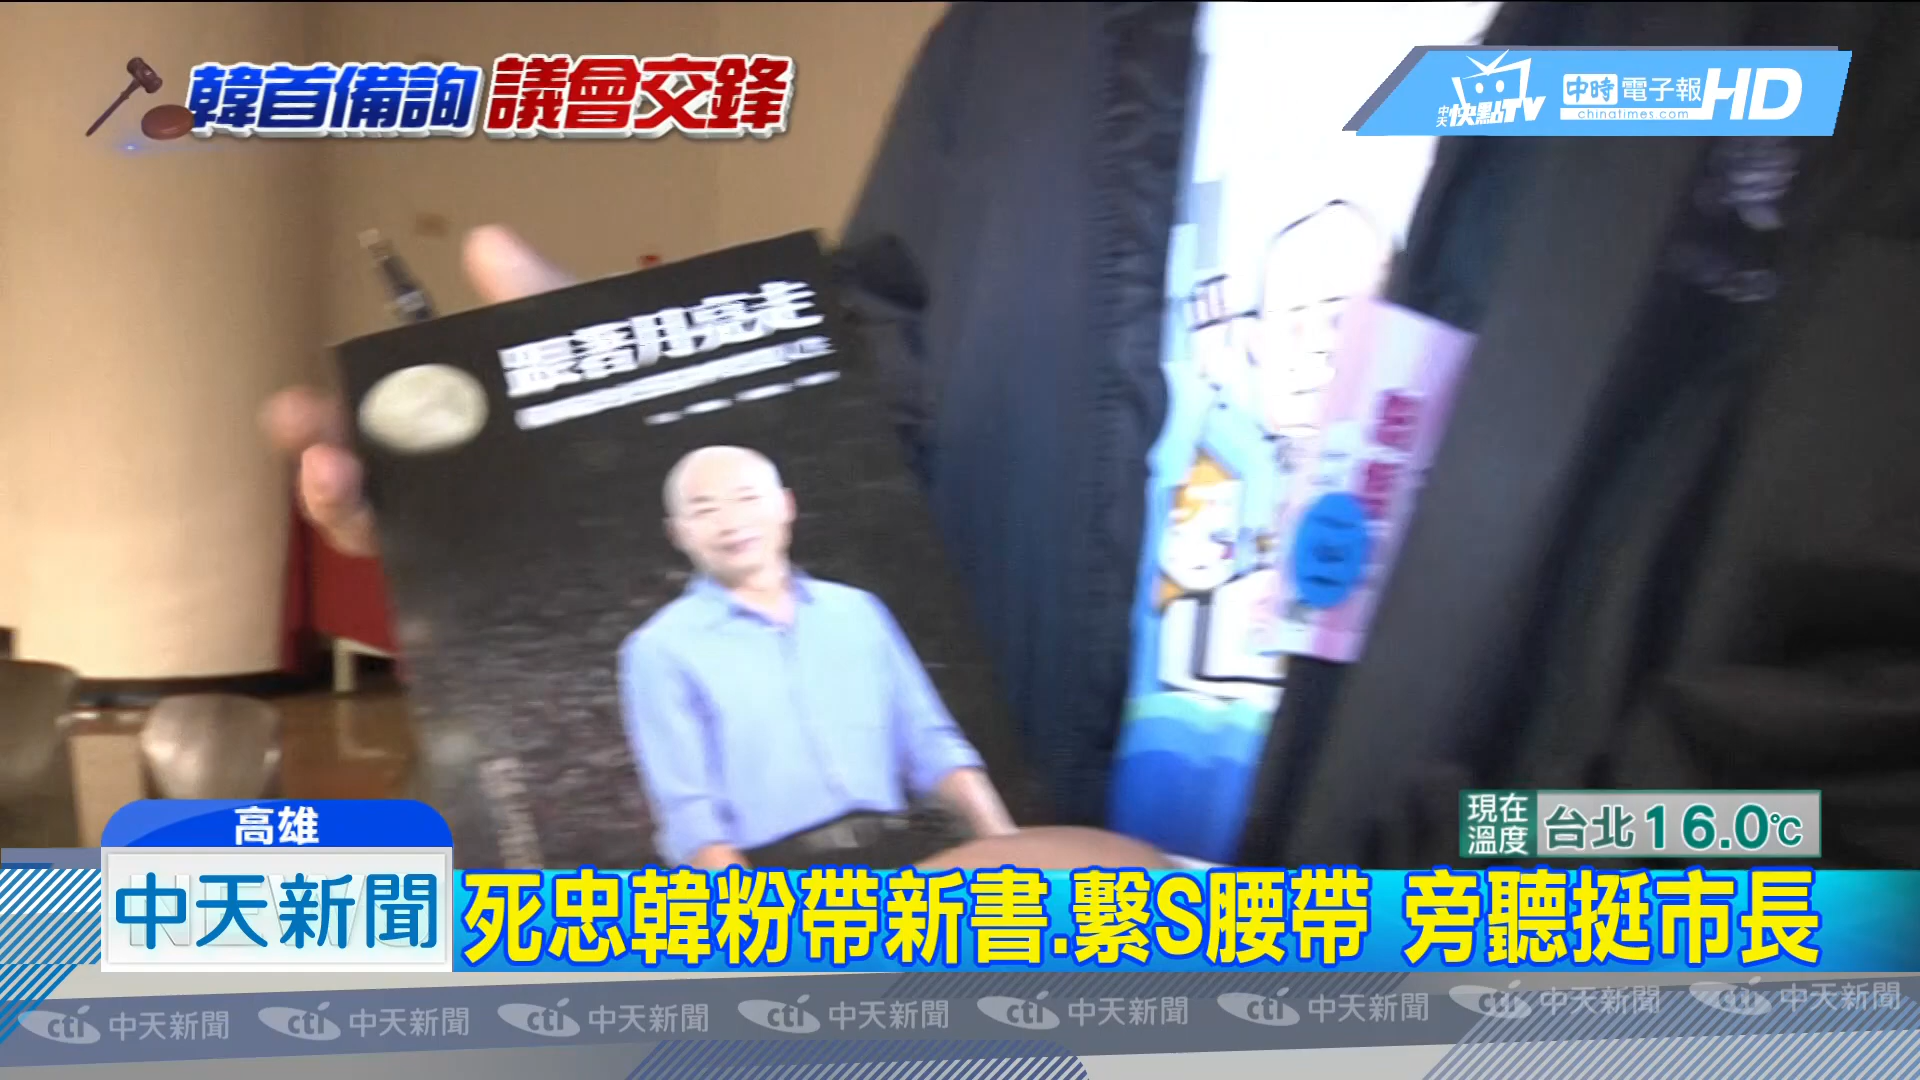 韓首備詢 議會交鋒
中天快點TV 中時電子報 HD
chinatimes.com
跟著月亮走
現在溫度 台北16.0℃
高雄
中天新聞
死忠韓粉帶新書.繫S腰帶 旁聽挺市長
cti 中天新聞 cti 中天新聞 cti 中天新聞 cti 中天新聞 cti 中天新聞 cti 中天新聞 cti 中天新聞 cti 中天新聞